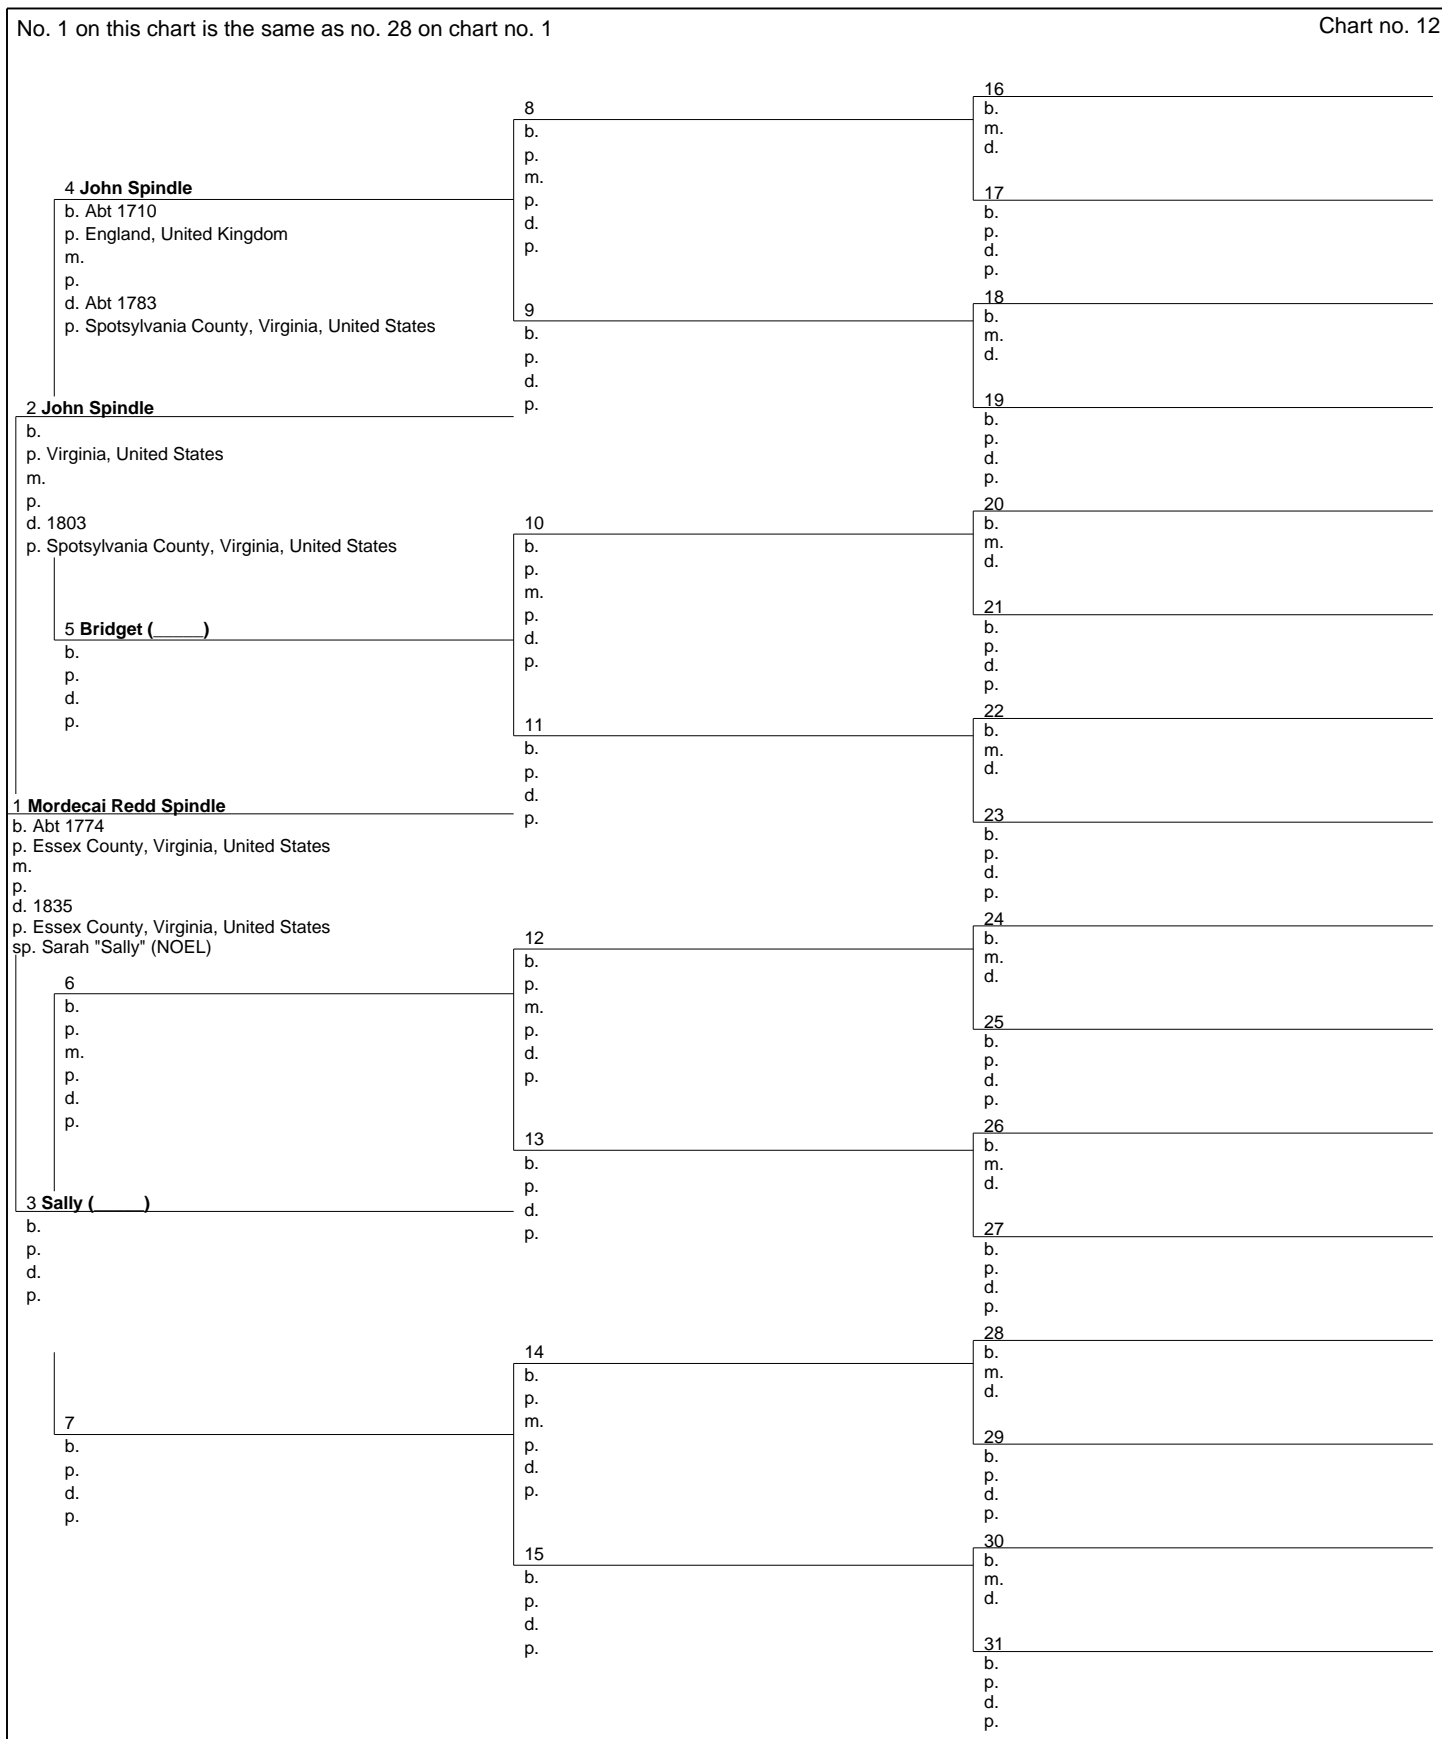 No. 1 on this chart is the same as no. 28 on chart no. 1
Chart no. 12
4 John Spindle
b. Abt 1710
p. England, United Kingdom
m.
p.
d. Abt 1783
p. Spotsylvania County, Virginia, United States
2 John Spindle
b.
p. Virginia, United States
m.
p.
d. 1803
p. Spotsylvania County, Virginia, United States
5 Bridget (_____)
b.
p.
d.
p.
1 Mordecai Redd Spindle
b. Abt 1774
p. Essex County, Virginia, United States
m.
p.
d. 1835
p. Essex County, Virginia, United States
sp. Sarah "Sally" (NOEL)
6
b.
p.
m.
p.
d.
p.
3 Sally (_____)
b.
p.
d.
p.
7
b.
p.
d.
p.
8
b.
p.
m.
p.
d.
p.
9
b.
p.
d.
p.
10
b.
p.
m.
p.
d.
p.
11
b.
p.
d.
p.
12
b.
p.
m.
p.
d.
p.
13
b.
p.
d.
p.
14
b.
p.
m.
p.
d.
p.
15
b.
p.
d.
p.
16
b.
m.
d.
17
b.
p.
d.
p.
18
b.
m.
d.
19
b.
p.
d.
p.
20
b.
m.
d.
21
b.
p.
d.
p.
22
b.
m.
d.
23
b.
p.
d.
p.
24
b.
m.
d.
25
b.
p.
d.
p.
26
b.
m.
d.
27
b.
p.
d.
p.
28
b.
m.
d.
29
b.
p.
d.
p.
30
b.
m.
d.
31
b.
p.
d.
p.